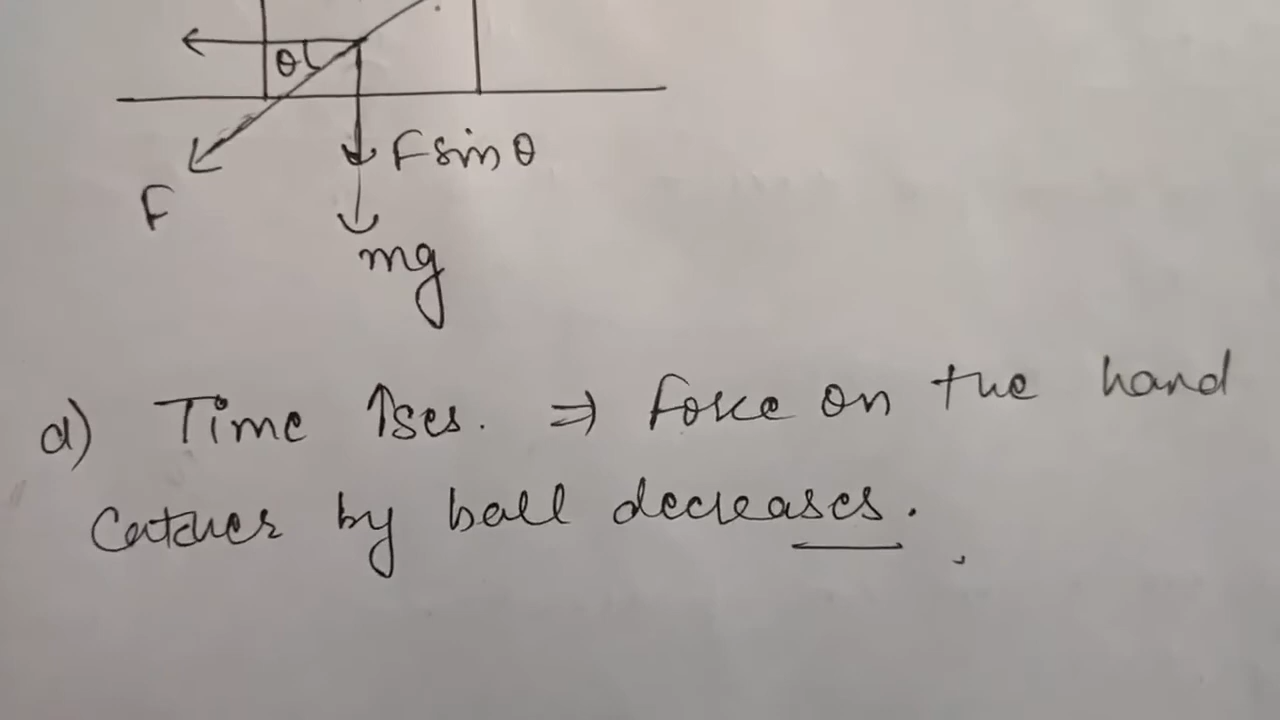 θ
F sin θ
F
mg
d) Time ↑ses. ⇒ force on the hand
Catcher by ball decreases.